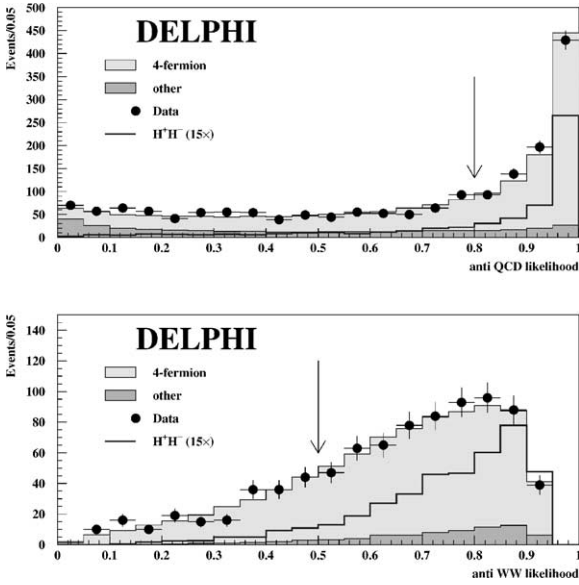 DELPHI
Events/0.05
500
450
400
350
300
250
200
150
100
50
0
4-fermion
other
Data
H⁺H⁻ (15×)
0 0.1 0.2 0.3 0.4 0.5 0.6 0.7 0.8 0.9 1
anti QCD likelihood
DELPHI
Events/0.05
140
120
100
80
60
40
20
0
4-fermion
other
Data
H⁺H⁻ (15×)
0 0.1 0.2 0.3 0.4 0.5 0.6 0.7 0.8 0.9 1
anti WW likelihood